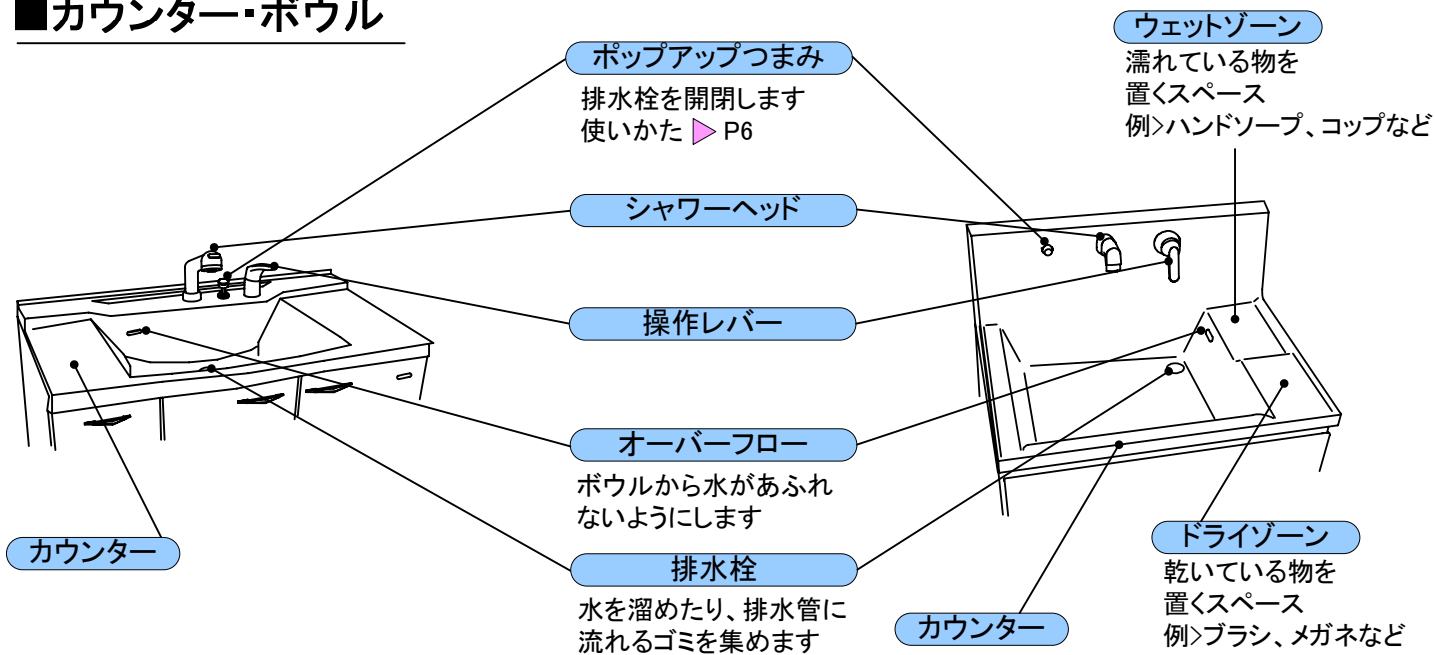 ■カウンター・ボウル
ポップアップつまみ
排水栓を開閉します
使いかた ▷ P6
シャワーヘッド
操作レバー
オーバーフロー
ボウルから水があふれ
ないようにします
排水栓
水を溜めたり、排水管に
流れるゴミを集めます
カウンター
ウェットゾーン
濡れている物を
置くスペース
例>ハンドソープ、コップなど
ドライゾーン
乾いている物を
置くスペース
例>ブラシ、メガネなど
カウンター